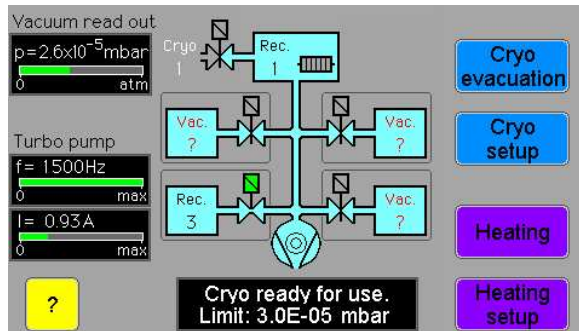 Vacuum read out
p=2.6x10⁻⁵mbar
0 atm
Turbo pump
f= 1500Hz
0 max
I= 0.93A
0 max
?
Cryo
1
Rec.
1
Vac.
?
Vac.
?
Rec.
3
Vac.
?
Cryo ready for use.
Limit: 3.0E-05 mbar
Cryo
evacuation
Cryo
setup
Heating
Heating
setup